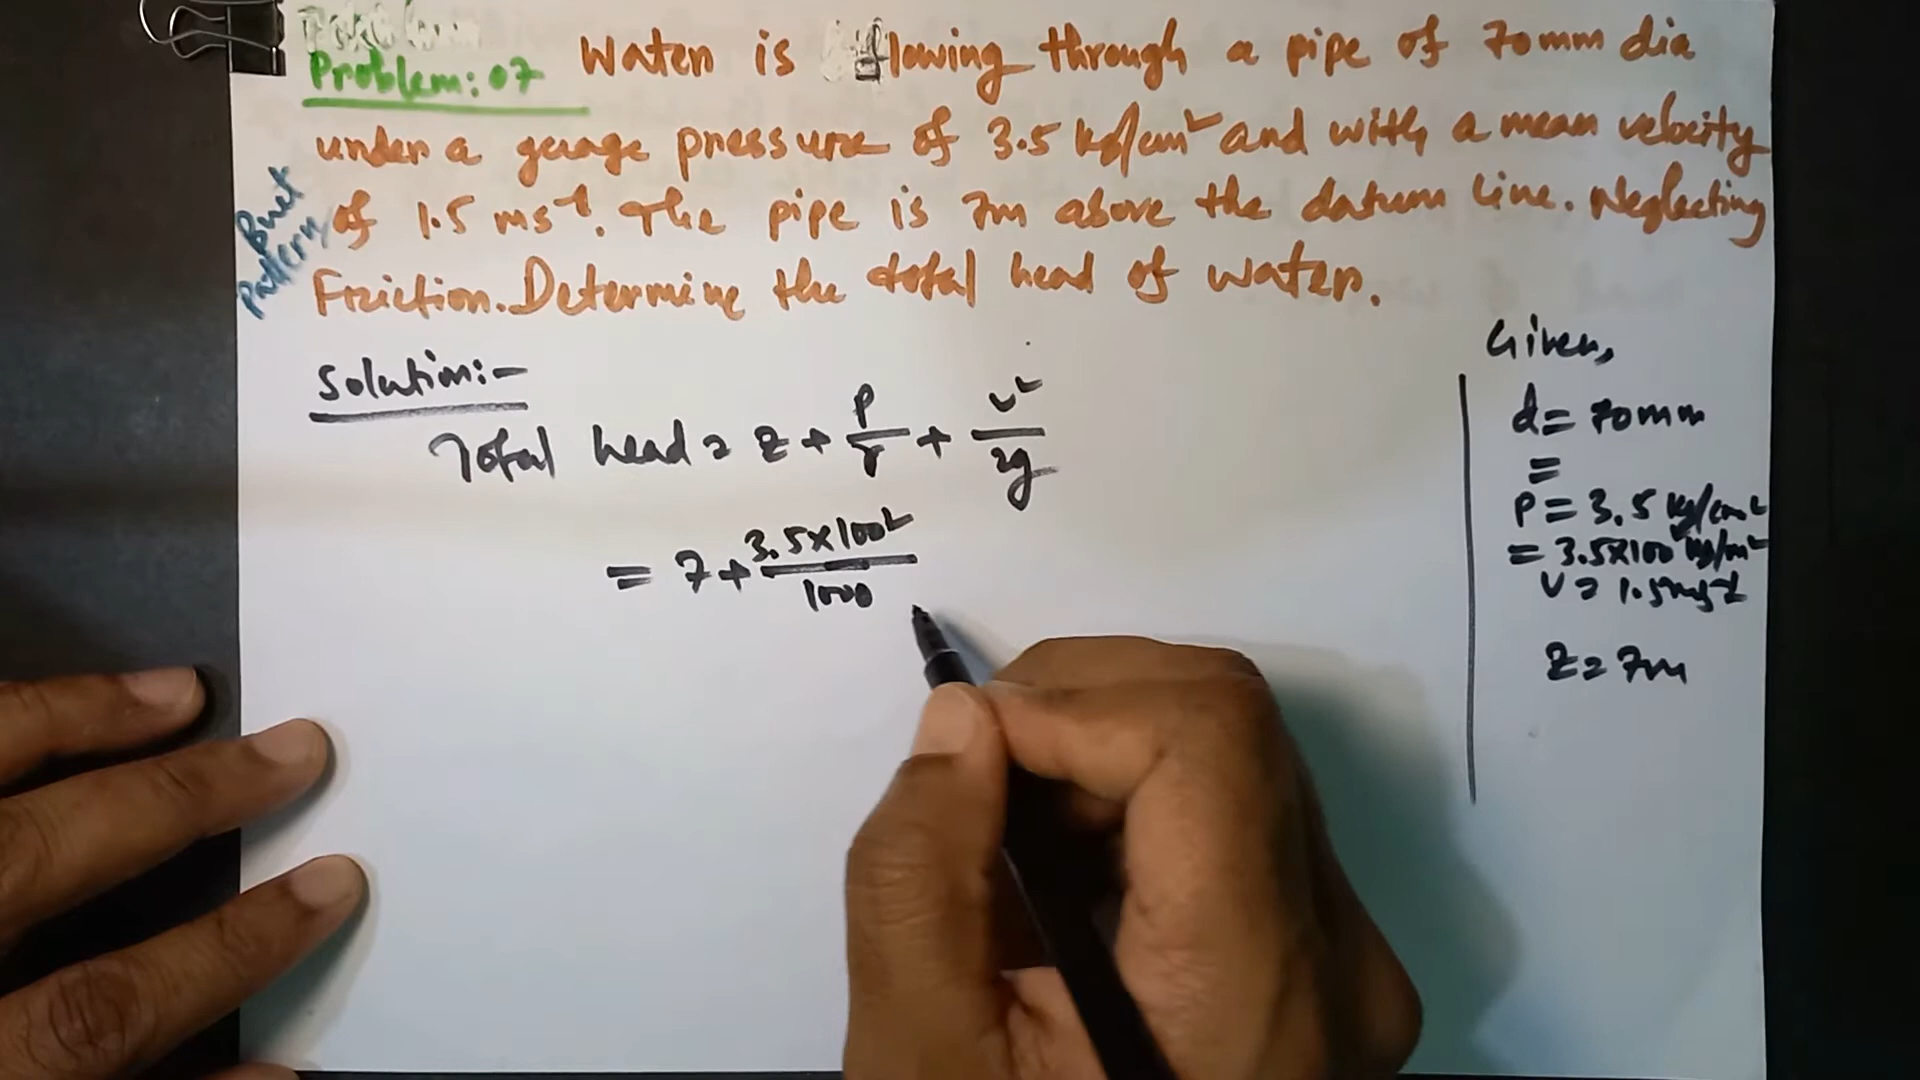 Problem: 07 Water is flowing through a pipe of 70mm dia
under a gauge pressure of 3.5 kg/cm² and with a mean velocity
of 1.5 ms⁻¹. The pipe is 7m above the datum line. Neglecting
Friction. Determine the total head of water.
Buet
Pattern
Solution:-
Total head = z + P/γ + v²/2g
= 7 + 3.5×100²/1000
Given,
d = 70mm
=
P = 3.5 kg/cm²
= 3.5×100² kg/m²
V = 1.5ms⁻¹
Z = 7m